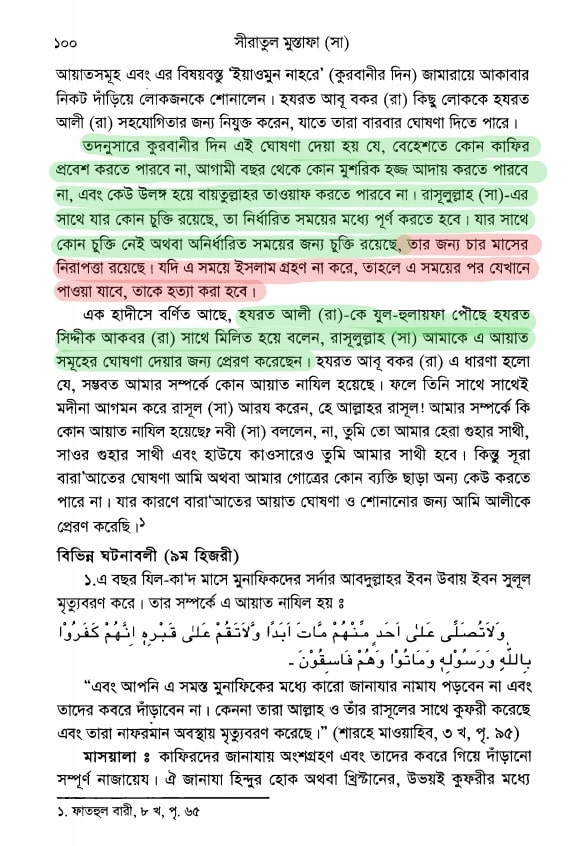 ১০০ সীরাতুল মুস্তাফা (সা)
আয়াতসমূহ এবং এর বিষয়বস্তু ‘ইয়াওমুন নাহরে’ (কুরবানীর দিন) জামারায়ে আকাবার
নিকট দাঁড়িয়ে লোকজনকে শোনালেন। হযরত আবূ বকর (রা) কিছু লোককে হযরত
আলী (রা) সহযোগিতার জন্য নিযুক্ত করেন, যাতে তারা বারবার ঘোষণা দিতে পারে।
তদনুসারে কুরবানীর দিন এই ঘোষণা দেয়া হয় যে, বেহেশতে কোন কাফির
প্রবেশ করতে পারবে না, আগামী বছর থেকে কোন মুশরিক হজ্জ আদায় করতে পারবে
না, এবং কেউ উলঙ্গ হয়ে বায়তুল্লাহর তাওয়াফ করতে পারবে না। রাসূলুল্লাহ (সা)-এর
সাথে যার কোন চুক্তি রয়েছে, তা নির্ধারিত সময়ের মধ্যে পূর্ণ করতে হবে। যার সাথে
কোন চুক্তি নেই অথবা অনির্ধারিত সময়ের জন্য চুক্তি রয়েছে, তার জন্য চার মাসের
নিরাপত্তা রয়েছে। যদি এ সময়ে ইসলাম গ্রহণ না করে, তাহলে এ সময়ের পর যেখানে
পাওয়া যাবে, তাকে হত্যা করা হবে।
এক হাদীসে বর্ণিত আছে, হযরত আলী (রা)-কে যুল-হুলায়ফা পৌছে হযরত
সিদ্দীক আকবর (রা) সাথে মিলিত হয়ে বলেন, রাসূলুল্লাহ (সা) আমাকে এ আয়াত
সমূহের ঘোষণা দেয়ার জন্য প্রেরণ করেছেন। হযরত আবূ বকর (রা) এ ধারণা হলো
যে, সম্ভবত আমার সম্পর্কে কোন আয়াত নাযিল হয়েছে। ফলে তিনি সাথে সাথেই
মদীনা আগমন করে রাসূল (সা) আরয করেন, হে আল্লাহর রাসূল! আমার সম্পর্কে কি
কোন আয়াত নাযিল হয়েছে? নবী (সা) বললেন, না, তুমি তো আমার হেরা গুহার সাথী,
সাওর গুহার সাথী এবং হাউযে কাওসারেও তুমি আমার সাথী হবে। কিন্তু সূরা
বারা’আতের ঘোষণা আমি অথবা আমার গোত্রের কোন ব্যক্তি ছাড়া অন্য কেউ করতে
পারে না। যার কারণে বারা‘আতের আয়াত ঘোষণা ও শোনানোর জন্য আমি আলীকে
প্রেরণ করেছি।১
বিভিন্ন ঘটনাবলী (৯ম হিজরী)
১.এ বছর যিল-কা‘দ মাসে মুনাফিকদের সর্দার আবদুল্লাহর ইবন উবায় ইবন সুলূল
মৃত্যুবরণ করে। তার সম্পর্কে এ আয়াত নাযিল হয় ঃ
وَلَاتُصَلِّى عَلٰى اَحَدٍ مِّنْهُمْ مَّاتَ اَبَدًا وَّلَاتَقُمْ عَلٰى قَبْرِهٖ اِنَّهُمْ كَفَرُوْا
بِاللّٰهِ وَرَسُوْلِهٖ وَمَاتُوْا وَهُمْ فَاسِقُوْنَ -
“এবং আপনি এ সমস্ত মুনাফিকের মধ্যে কারো জানাযার নামায পড়বেন না এবং
তাদের কবরে দাঁড়াবেন না। কেননা তারা আল্লাহ ও তাঁর রাসূলের সাথে কুফরী করেছে
এবং তারা নাফরমান অবস্থায় মৃত্যুবরণ করেছে।” (শারহে মাওয়াহিব, ৩ খ, পৃ. ৯৫)
মাসয়ালা ঃ কাফিরদের জানাযায় অংশগ্রহণ এবং তাদের কবরে গিয়ে দাঁড়ানো
সম্পূর্ণ নাজায়েয। ঐ জানাযা হিন্দুর হোক অথবা খ্রিস্টানের, উভয়ই কুফরীর মধ্যে
১. ফাতহুল বারী, ৮ খ, পৃ. ৬৫